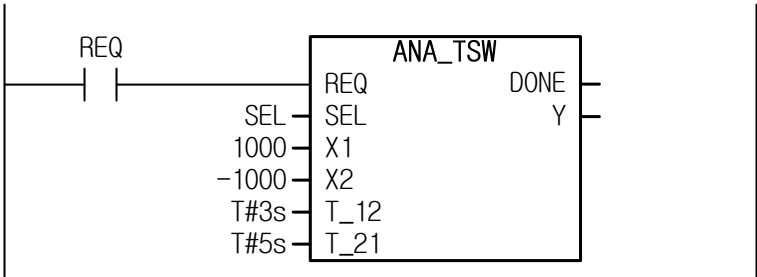 REQ
ANA_TSW
REQ DONE
SEL SEL Y
1000 X1
-1000 X2
T#3s T_12
T#5s T_21